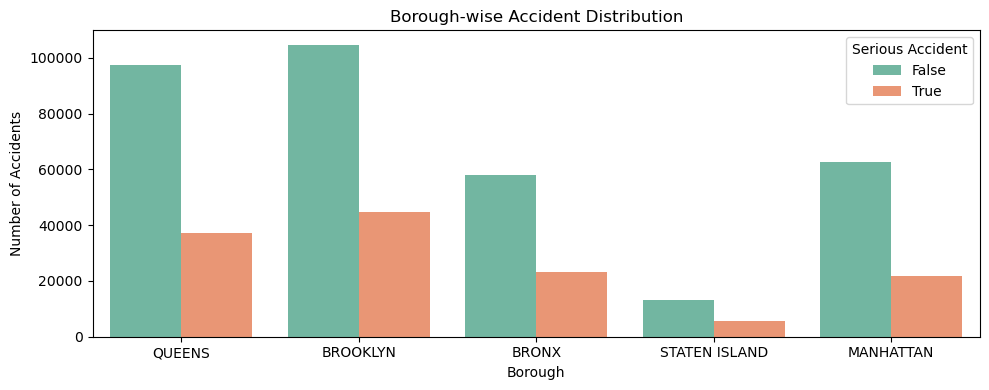 Borough-wise Accident Distribution
Serious Accident
False
True
Number of Accidents
100000
80000
60000
40000
20000
0
QUEENS BROOKLYN BRONX STATEN ISLAND MANHATTAN
Borough